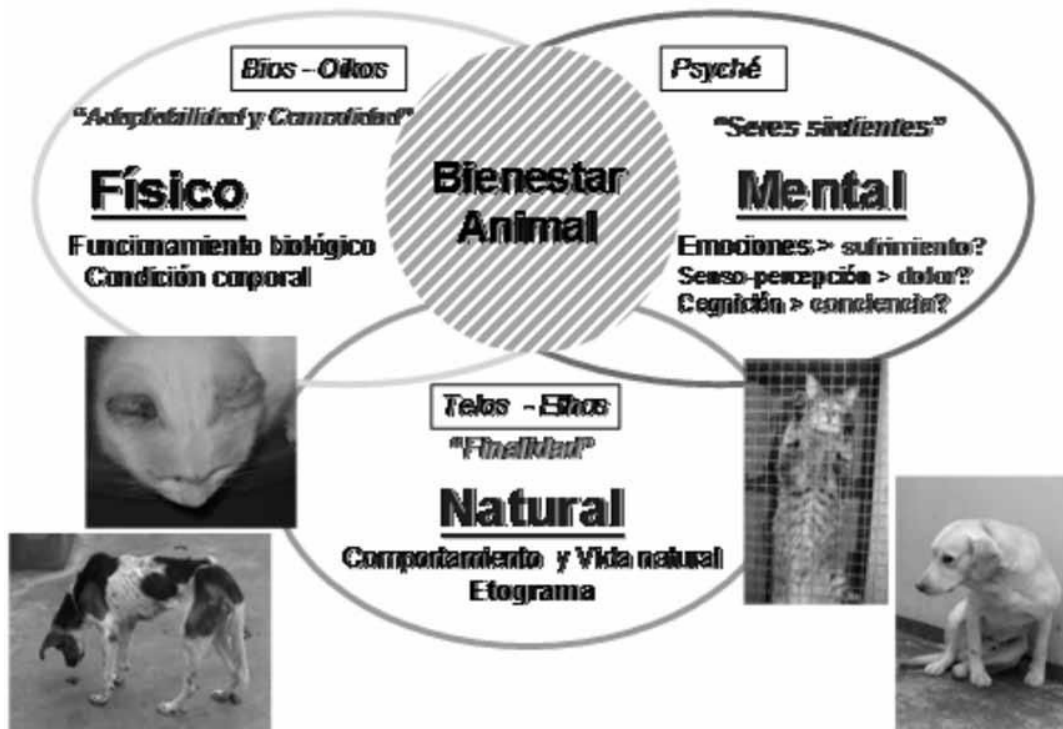 Bios - Oikos
"Adaptabilidad y Comodidad"
Físico
Funcionamiento biológico
Condición corporal
Bienestar
Animal
Psyché
"Seres sintientes"
Mental
Emociones > sufrimiento?
Senso-percepción > dolor?
Cognición > conciencia?
Telos - Ethos
"Finalidad"
Natural
Comportamiento y Vida natural
Etograma